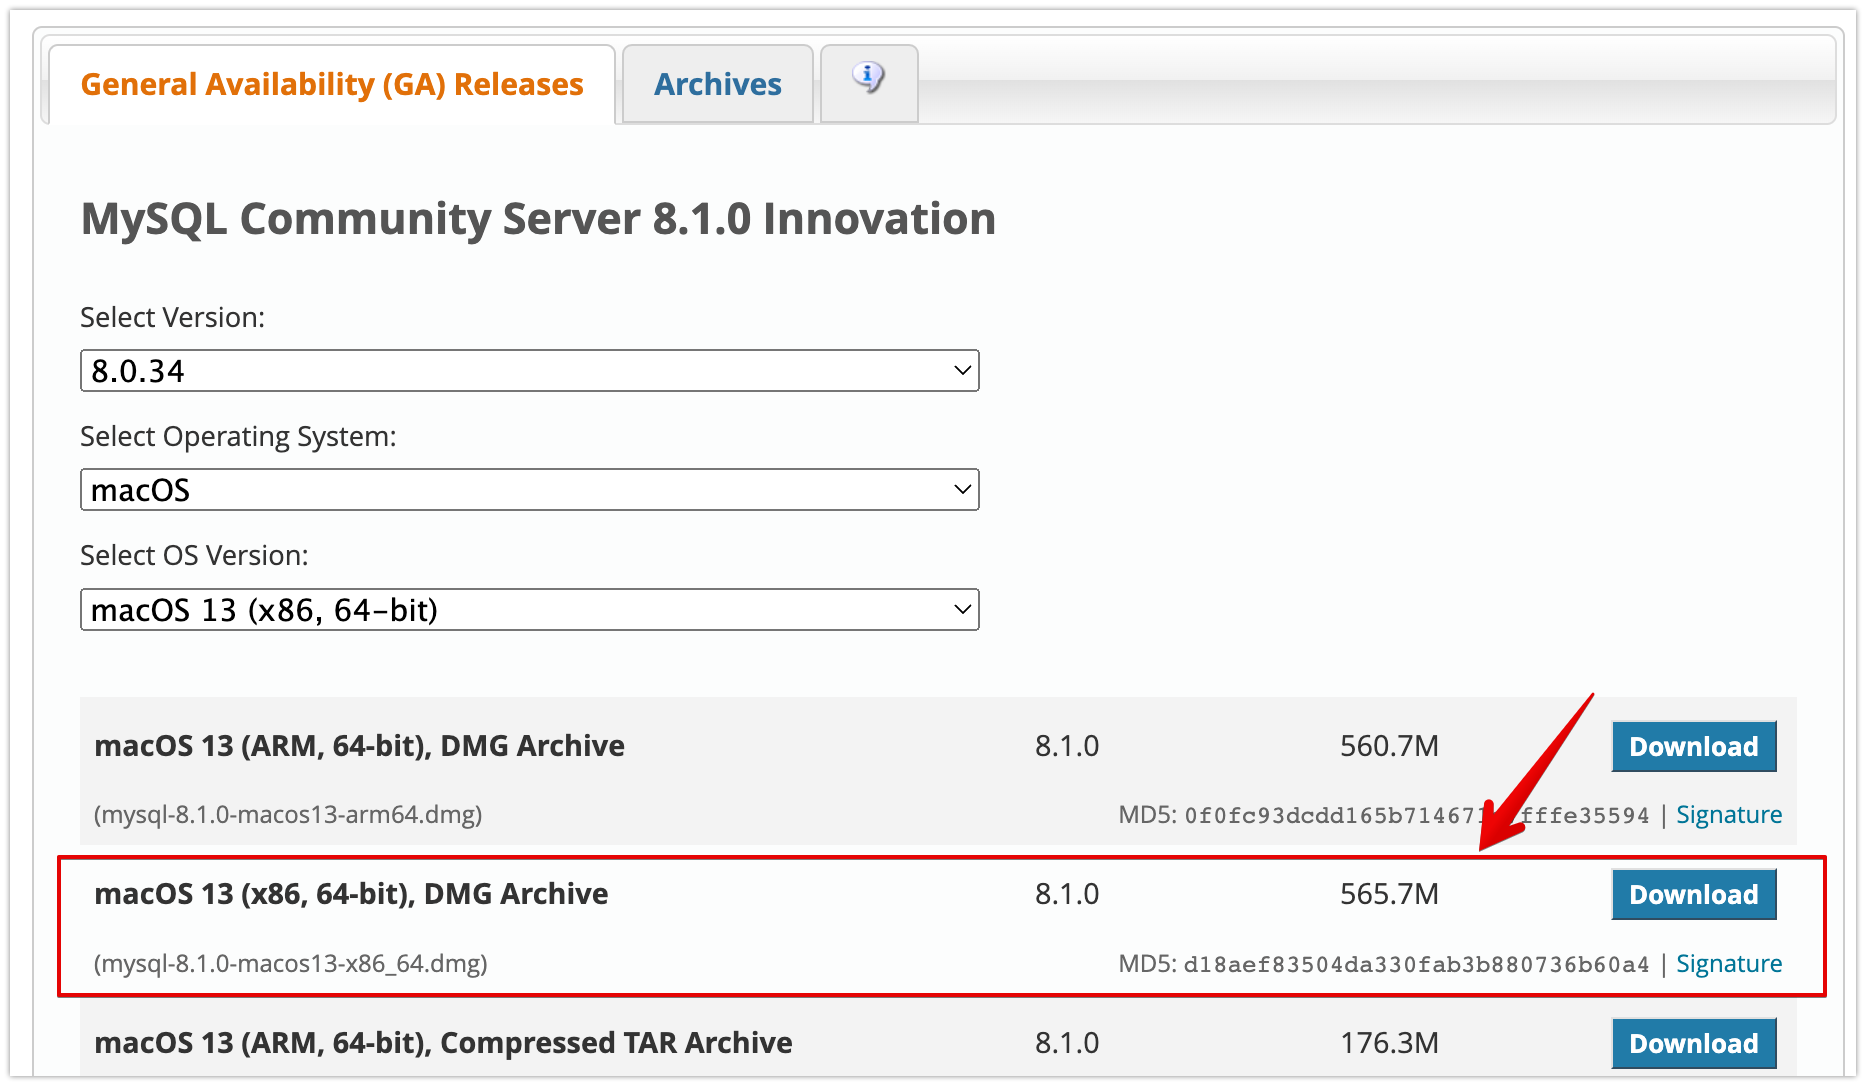 General Availability (GA) Releases
Archives
MySQL Community Server 8.1.0 Innovation
Select Version:
8.0.34
Select Operating System:
macOS
Select OS Version:
macOS 13 (x86, 64-bit)
macOS 13 (ARM, 64-bit), DMG Archive 8.1.0 560.7M Download
(mysql-8.1.0-macos13-arm64.dmg) MD5: | Signature
macOS 13 (x86, 64-bit), DMG Archive 8.1.0 565.7M Download
(mysql-8.1.0-macos13-x86_64.dmg) MD5: d18aef83504da330fab3b880736b60a4 | Signature
macOS 13 (ARM, 64-bit), Compressed TAR Archive 8.1.0 176.3M Download